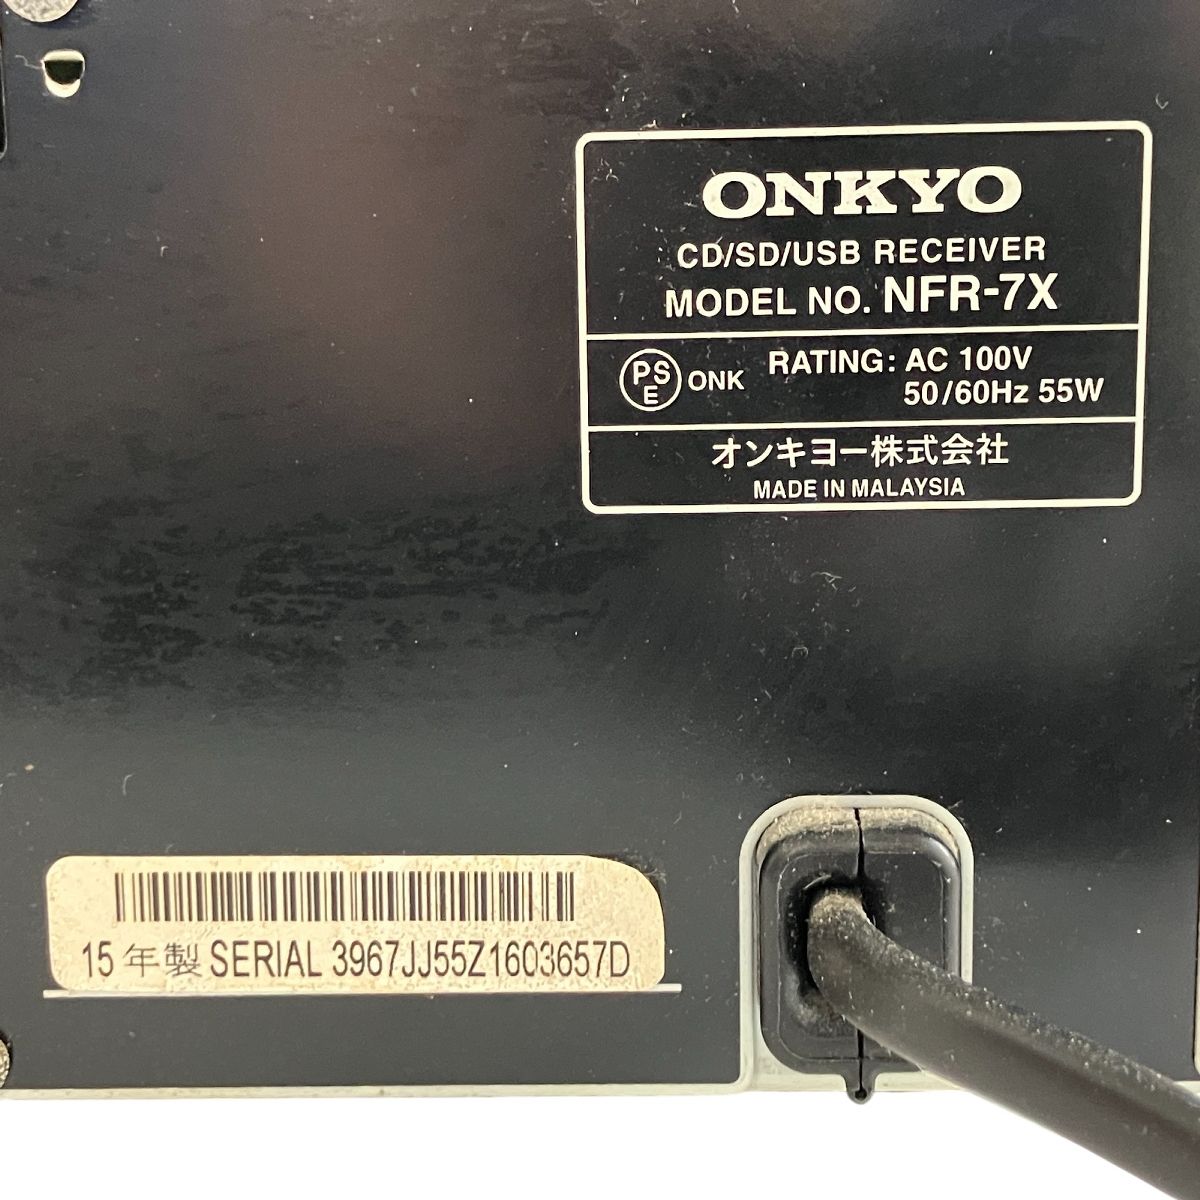 ONKYO
CD/SD/USB RECEIVER
MODEL NO. NFR-7X
PSE ONK RATING: AC 100V
50/60Hz 55W
オンキヨー株式会社
MADE IN MALAYSIA
15年製 SERIAL 3967JJ55Z1603657D